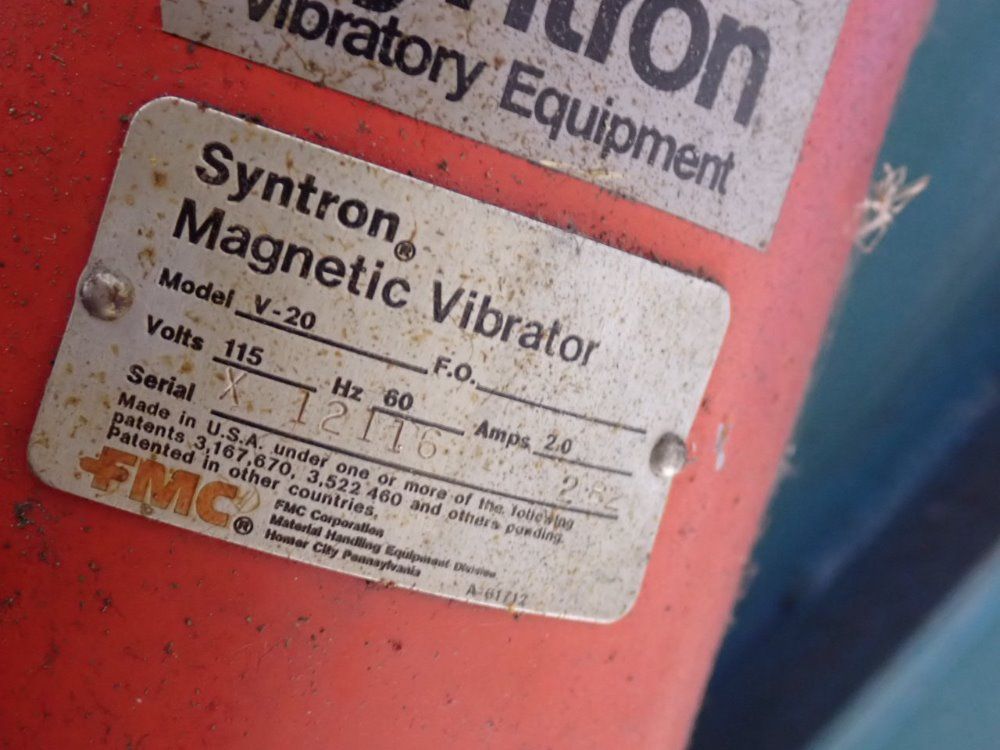 Vibratory Equipment
Syntron®
Magnetic Vibrator
Model V-20 F.O.
Volts 115 Hz 60 Amps 2.0
Serial X 12116 282
Made in U.S.A. under one or more of the following
patents 3,167,670, 3,522 460 and others pending.
Patented in other countries.
FMC®
FMC Corporation
Material Handling Equipment Division
Homer City Pennsylvania
A-61712